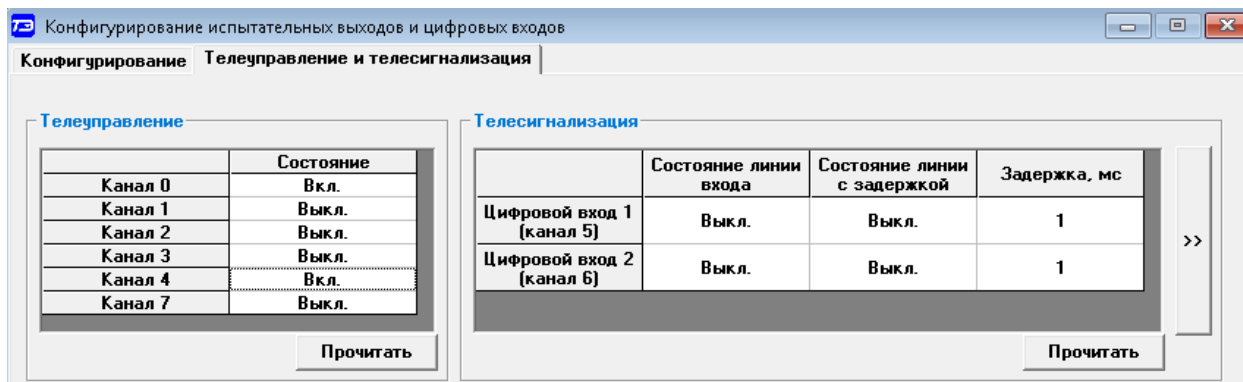 ТЭ Конфигурирование испытательных выходов и цифровых входов
Конфигурирование Телеуправление и телесигнализация
Телеуправление
Состояние
Канал 0 Вкл.
Канал 1 Выкл.
Канал 2 Выкл.
Канал 3 Выкл.
Канал 4 Вкл.
Канал 7 Выкл.
Прочитать
Телесигнализация
Состояние линии входа Состояние линии с задержкой Задержка, мс
Цифровой вход 1 (канал 5) Выкл. Выкл. 1
Цифровой вход 2 (канал 6) Выкл. Выкл. 1
>>
Прочитать